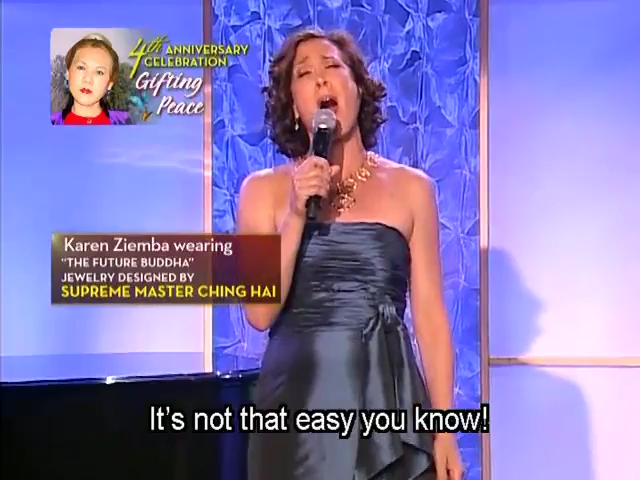 4th ANNIVERSARY
CELEBRATION
Gifting
Peace
Karen Ziemba wearing
"THE FUTURE BUDDHA"
JEWELRY DESIGNED BY
SUPREME MASTER CHING HAI
It's not that easy you know!